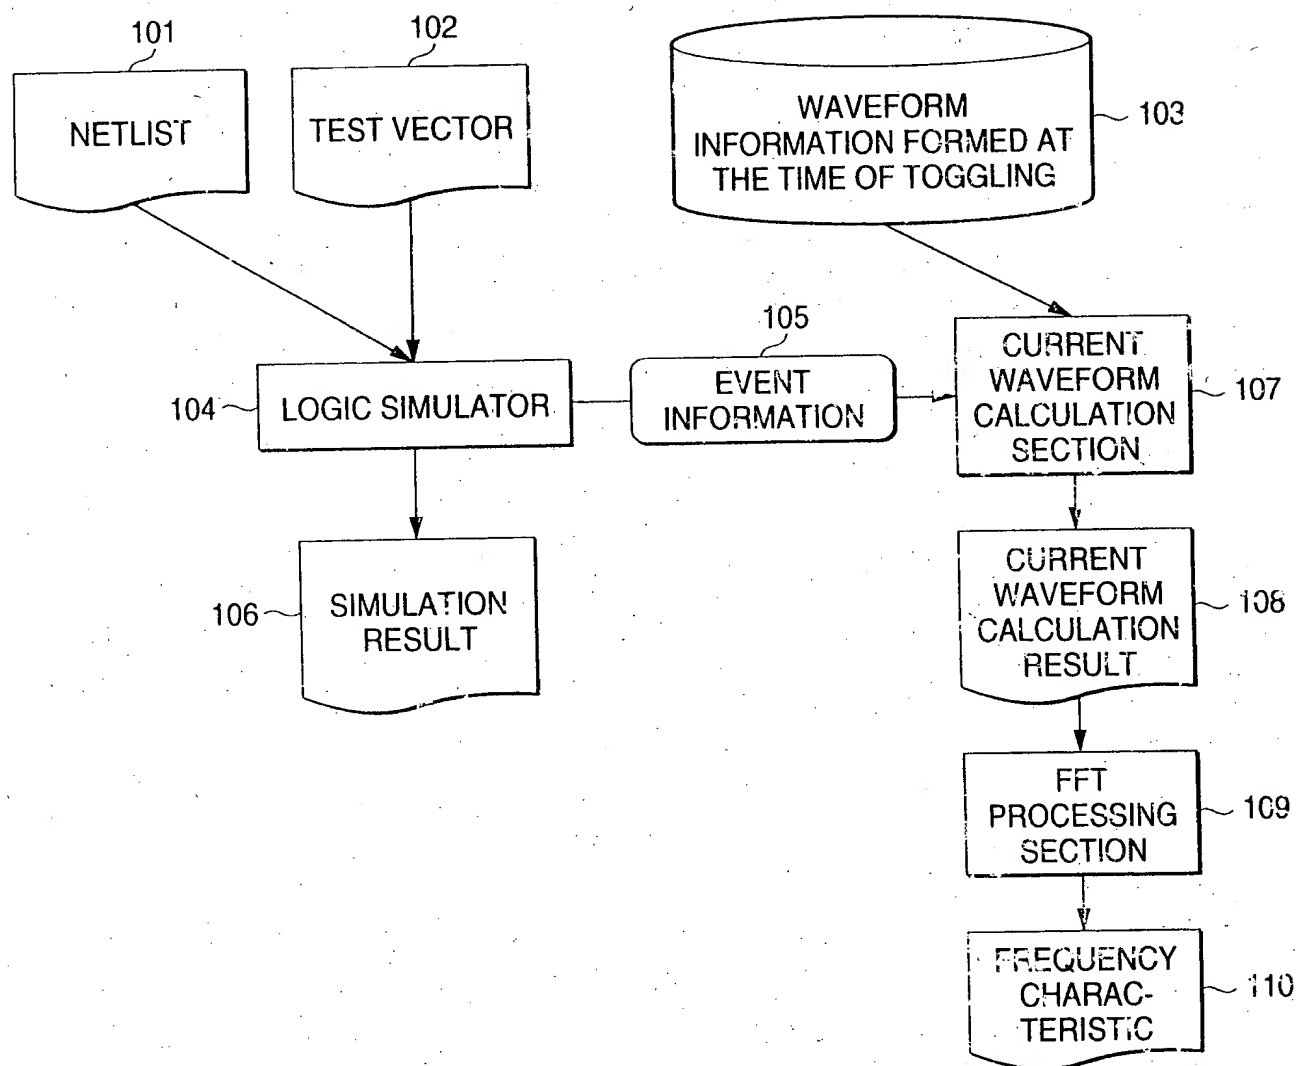 101
102
NETLIST
TEST VECTOR
WAVEFORM
INFORMATION FORMED AT
THE TIME OF TOGGLING
103
104
LOGIC SIMULATOR
105
EVENT
INFORMATION
CURRENT
WAVEFORM
CALCULATION
SECTION
107
106
SIMULATION
RESULT
CURRENT
WAVEFORM
CALCULATION
RESULT
108
FFT
PROCESSING
SECTION
109
FREQUENCY
CHARAC-
TERISTIC
110